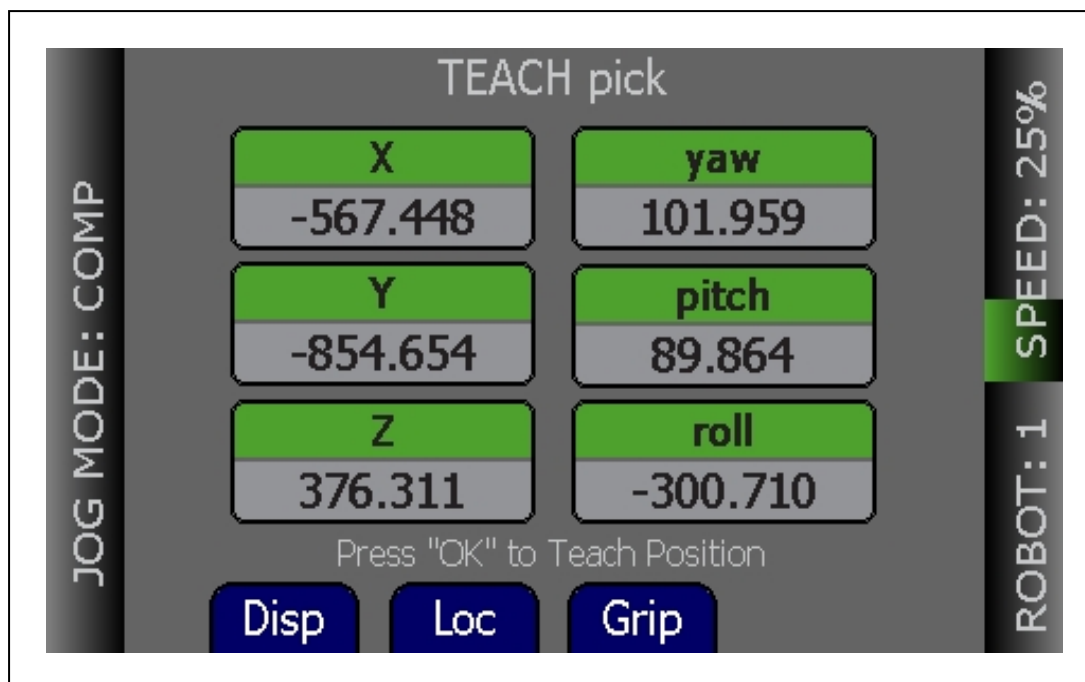 TEACH pick
JOG MODE: COMP
X
-567.448
yaw
101.959
Y
-854.654
pitch
89.864
Z
376.311
roll
-300.710
SPEED: 25%
ROBOT: 1
Press "OK" to Teach Position
Disp
Loc
Grip